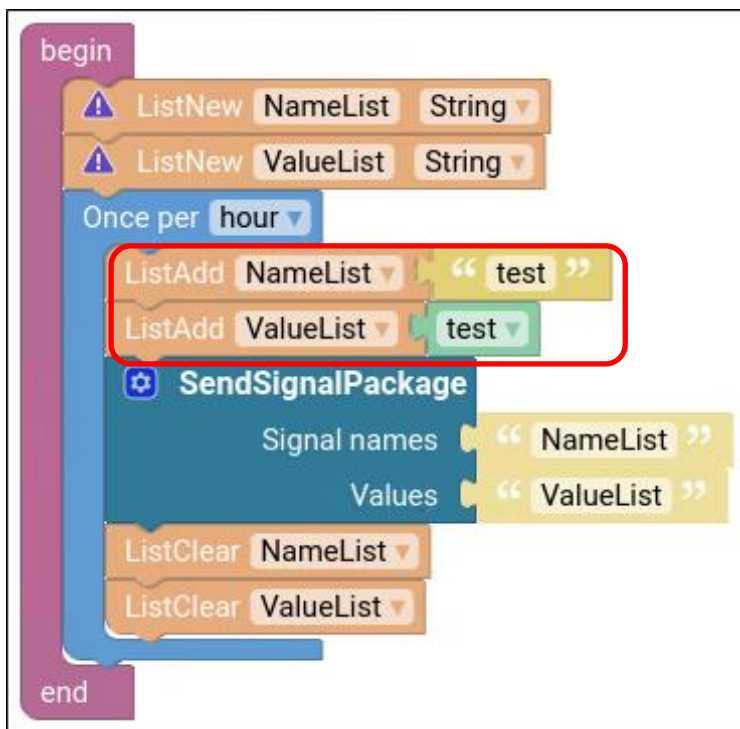 begin
ListNew NameList String
ListNew ValueList String
Once per hour
ListAdd NameList “ test ”
ListAdd ValueList test
SendSignalPackage
Signal names “ NameList ”
Values “ ValueList ”
ListClear NameList
ListClear ValueList
end